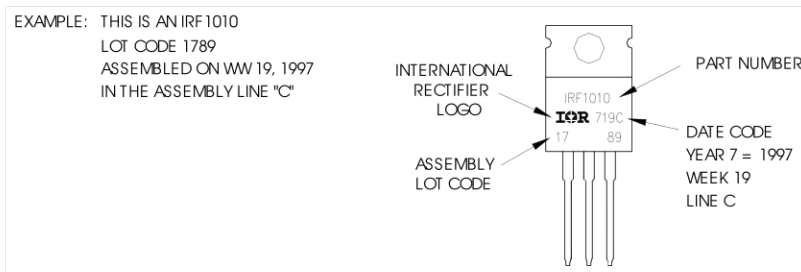 EXAMPLE: THIS IS AN IRF1010
LOT CODE 1789
ASSEMBLED ON WW 19, 1997
IN THE ASSEMBLY LINE "C"
INTERNATIONAL
RECTIFIER
LOGO
ASSEMBLY
LOT CODE
IRF1010
IOR 719C
17 89
PART NUMBER
DATE CODE
YEAR 7 = 1997
WEEK 19
LINE C